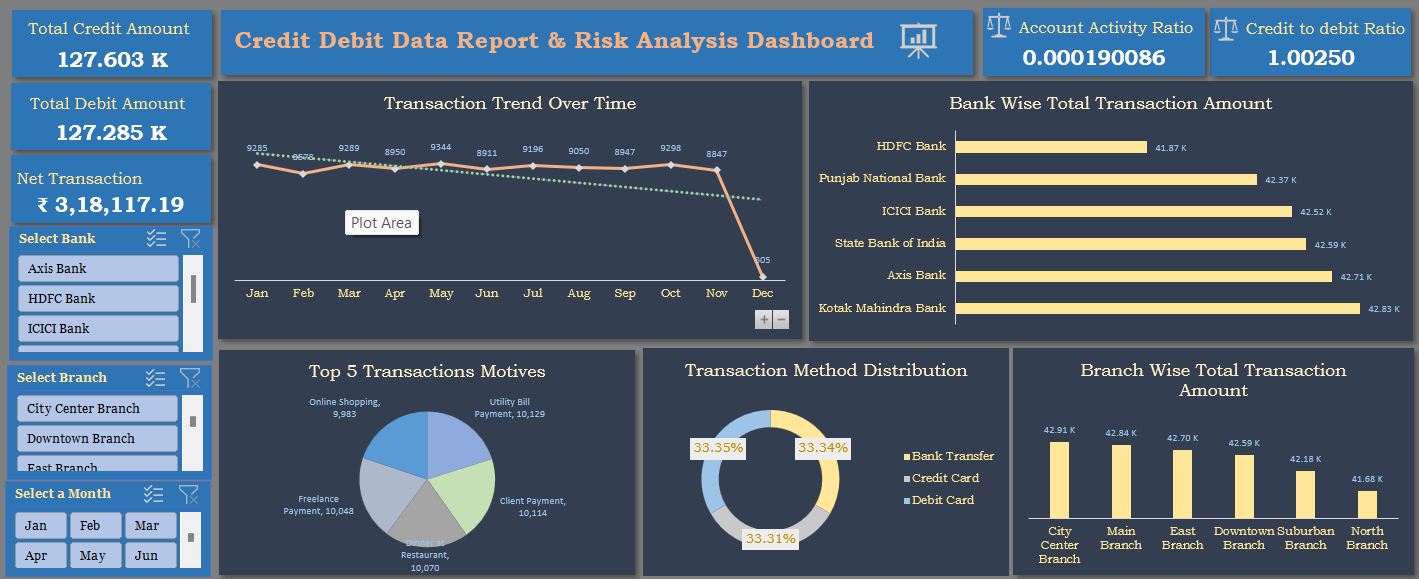 Total Credit Amount
127.603 K
Credit Debit Data Report & Risk Analysis Dashboard
Account Activity Ratio
0.000190086
Credit to debit Ratio
1.00250
Total Debit Amount
127.285 K
Net Transaction
₹ 3,18,117.19
Select Bank
Axis Bank
HDFC Bank
ICICI Bank
Select Branch
City Center Branch
Downtown Branch
East Branch
Select a Month
Jan Feb Mar
Apr May Jun
Transaction Trend Over Time
9285 8578 9289 8950 9344 8911 9196 9050 8947 9298 8847 305
Plot Area
Jan Feb Mar Apr May Jun Jul Aug Sep Oct Nov Dec
+ −
Bank Wise Total Transaction Amount
HDFC Bank 41.87 K
Punjab National Bank 42.37 K
ICICI Bank 42.52 K
State Bank of India 42.59 K
Axis Bank 42.71 K
Kotak Mahindra Bank 42.83 K
Top 5 Transactions Motives
Online Shopping,
9,983
Utility Bill
Payment, 10,129
Freelance
Payment, 10,048
Client Payment,
10,114
Dinner at
Restaurant,
10,070
Transaction Method Distribution
33.35%
33.34%
33.31%
Bank Transfer
Credit Card
Debit Card
Branch Wise Total Transaction
Amount
42.91 K 42.84 K 42.70 K 42.59 K 42.18 K 41.68 K
City
Center
Branch
Main
Branch
East
Branch
Downtown
Branch
Suburban
Branch
North
Branch